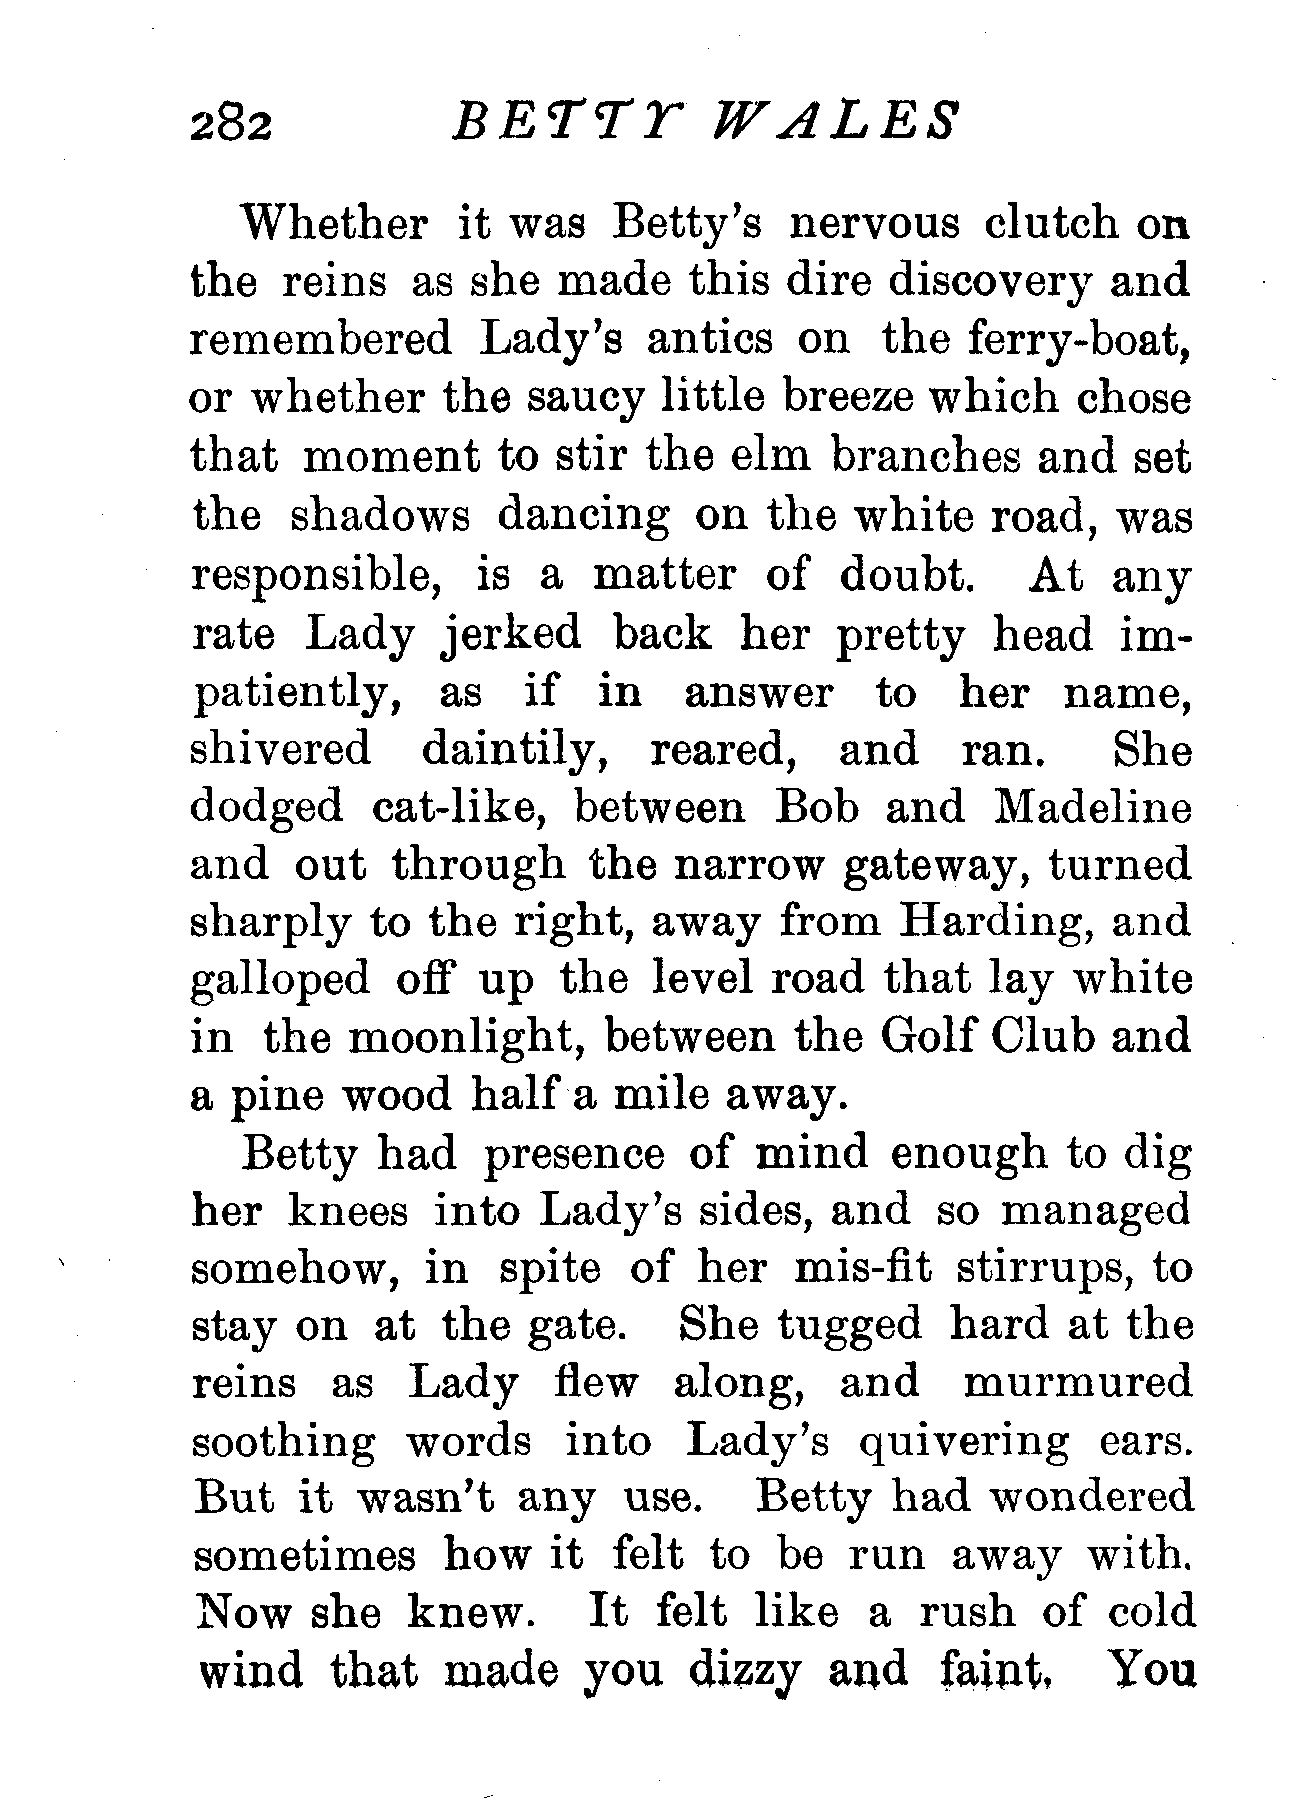 282 BETTY WALES
Whether it was Betty's nervous clutch on
the reins as she made this dire discovery and
remembered Lady's antics on the ferry-boat,
or whether the saucy little breeze which chose
that moment to stir the elm branches and set
the shadows dancing on the white road, was
responsible, is a matter of doubt. At any
rate Lady jerked back her pretty head im-
patiently, as if in answer to her name,
shivered daintily, reared, and ran. She
dodged cat-like, between Bob and Madeline
and out through the narrow gateway, turned
sharply to the right, away from Harding, and
galloped off up the level road that lay white
in the moonlight, between the Golf Club and
a pine wood half a mile away.
Betty had presence of mind enough to dig
her knees into Lady's sides, and so managed
somehow, in spite of her mis-fit stirrups, to
stay on at the gate. She tugged hard at the
reins as Lady flew along, and murmured
soothing words into Lady's quivering ears.
But it wasn't any use. Betty had wondered
sometimes how it felt to be run away with.
Now she knew. It felt like a rush of cold
wind that made you dizzy and faint. You